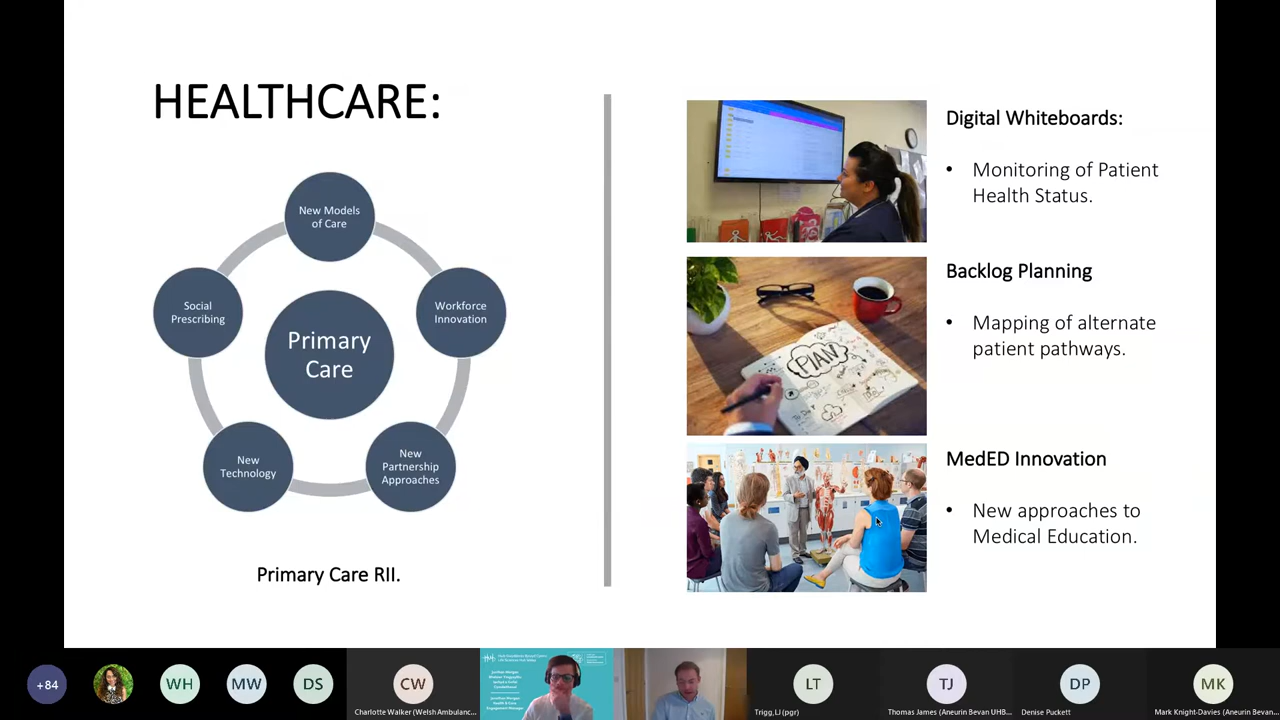 HEALTHCARE:
New Models
of Care
Social
Prescribing
Workforce
Innovation
Primary
Care
New
Technology
New
Partnership
Approaches
Primary Care RII.
Digital Whiteboards:
• Monitoring of Patient
Health Status.
Backlog Planning
• Mapping of alternate
patient pathways.
PLAN
MedED Innovation
• New approaches to
Medical Education.
+84
WH
MW
DS
CW
LT
TJ
DP
MK
Charlotte Walker (Welsh Ambulanc...
Trigg,LJ (pgr)
Thomas James (Aneurin Bevan UHB...
Denise Puckett
Mark Knight-Davies (Aneurin Bevan...